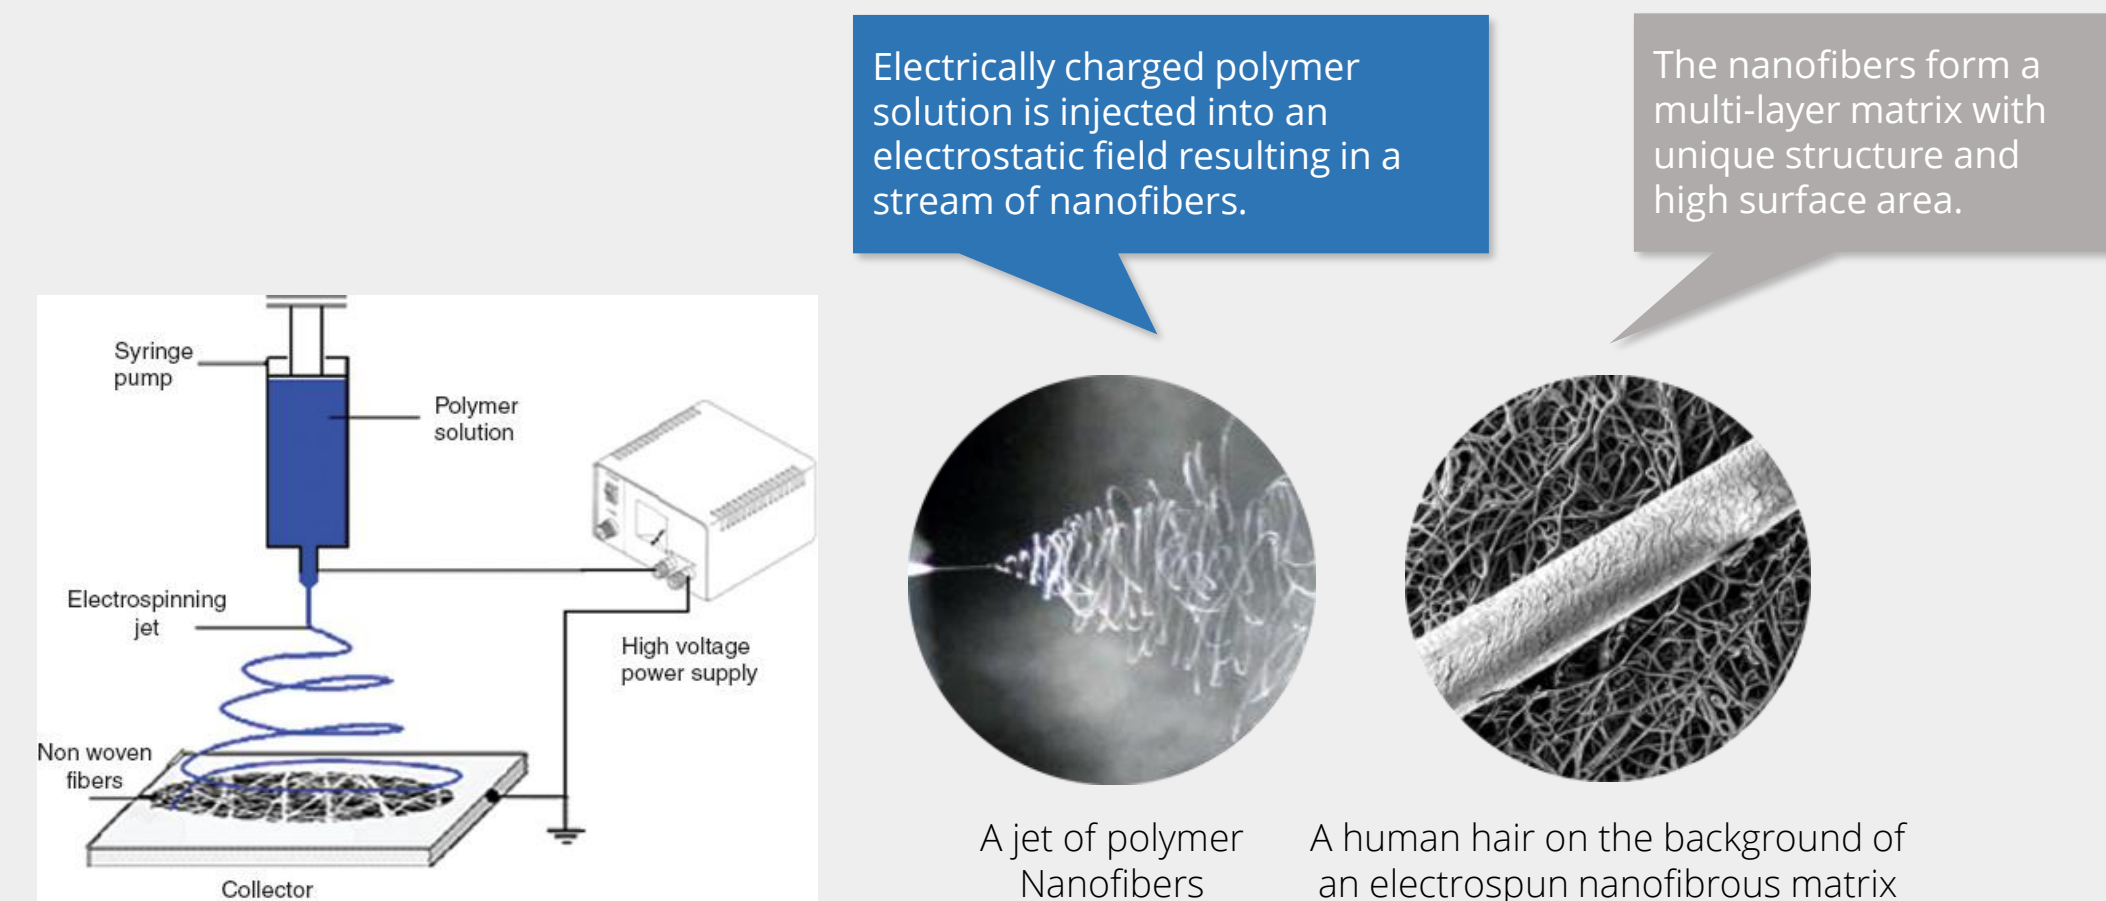 Electrically charged polymer
solution is injected into an
electrostatic field resulting in a
stream of nanofibers.
The nanofibers form a
multi-layer matrix with
unique structure and
high surface area.
Syringe
pump
Polymer
solution
Electrospinning
jet
High voltage
power supply
Non woven
fibers
Collector
A jet of polymer
Nanofibers
A human hair on the background of
an electrospun nanofibrous matrix